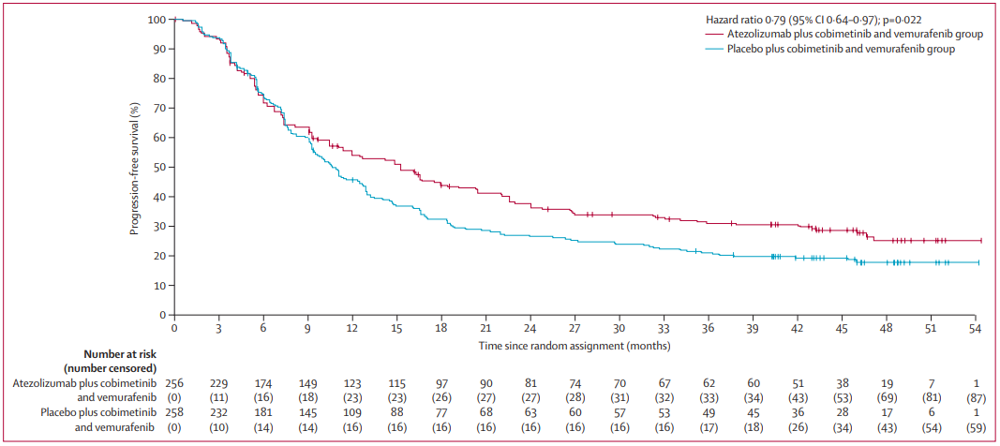 Hazard ratio 0·79 (95% CI 0·64–0·97); p=0·022
Atezolizumab plus cobimetinib and vemurafenib group
Placebo plus cobimetinib and vemurafenib group
Progression-free survival (%)
100
90
80
70
60
50
40
30
20
10
0
0 3 6 9 12 15 18 21 24 27 30 33 36 39 42 45 48 51 54
Time since random assignment (months)
Number at risk
(number censored)
Atezolizumab plus cobimetinib 256 229 174 149 123 115 97 90 81 74 70 67 62 60 51 38 19 7 1
and vemurafenib (0) (11) (16) (18) (23) (23) (26) (27) (27) (28) (31) (32) (33) (34) (43) (53) (69) (81) (87)
Placebo plus cobimetinib 258 232 181 145 109 88 77 68 63 60 57 53 49 45 36 28 17 6 1
and vemurafenib (0) (10) (14) (14) (16) (16) (16) (16) (16) (16) (16) (16) (17) (18) (26) (34) (43) (54) (59)